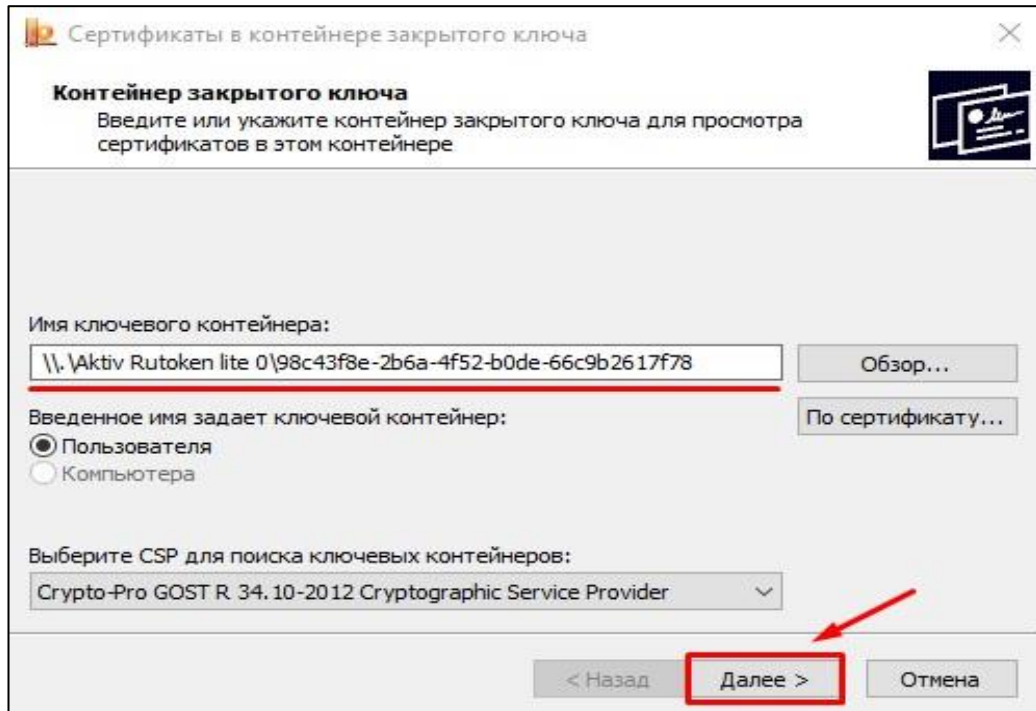 Сертификаты в контейнере закрытого ключа
Контейнер закрытого ключа
Введите или укажите контейнер закрытого ключа для просмотра
сертификатов в этом контейнере
Имя ключевого контейнера:
\\.\Aktiv Rutoken lite 0\98c43f8e-2b6a-4f52-b0de-66c9b2617f78
Обзор...
Введенное имя задает ключевой контейнер:
По сертификату...
Пользователя
Компьютера
Выберите CSP для поиска ключевых контейнеров:
Crypto-Pro GOST R 34.10-2012 Cryptographic Service Provider
< Назад
Далее >
Отмена